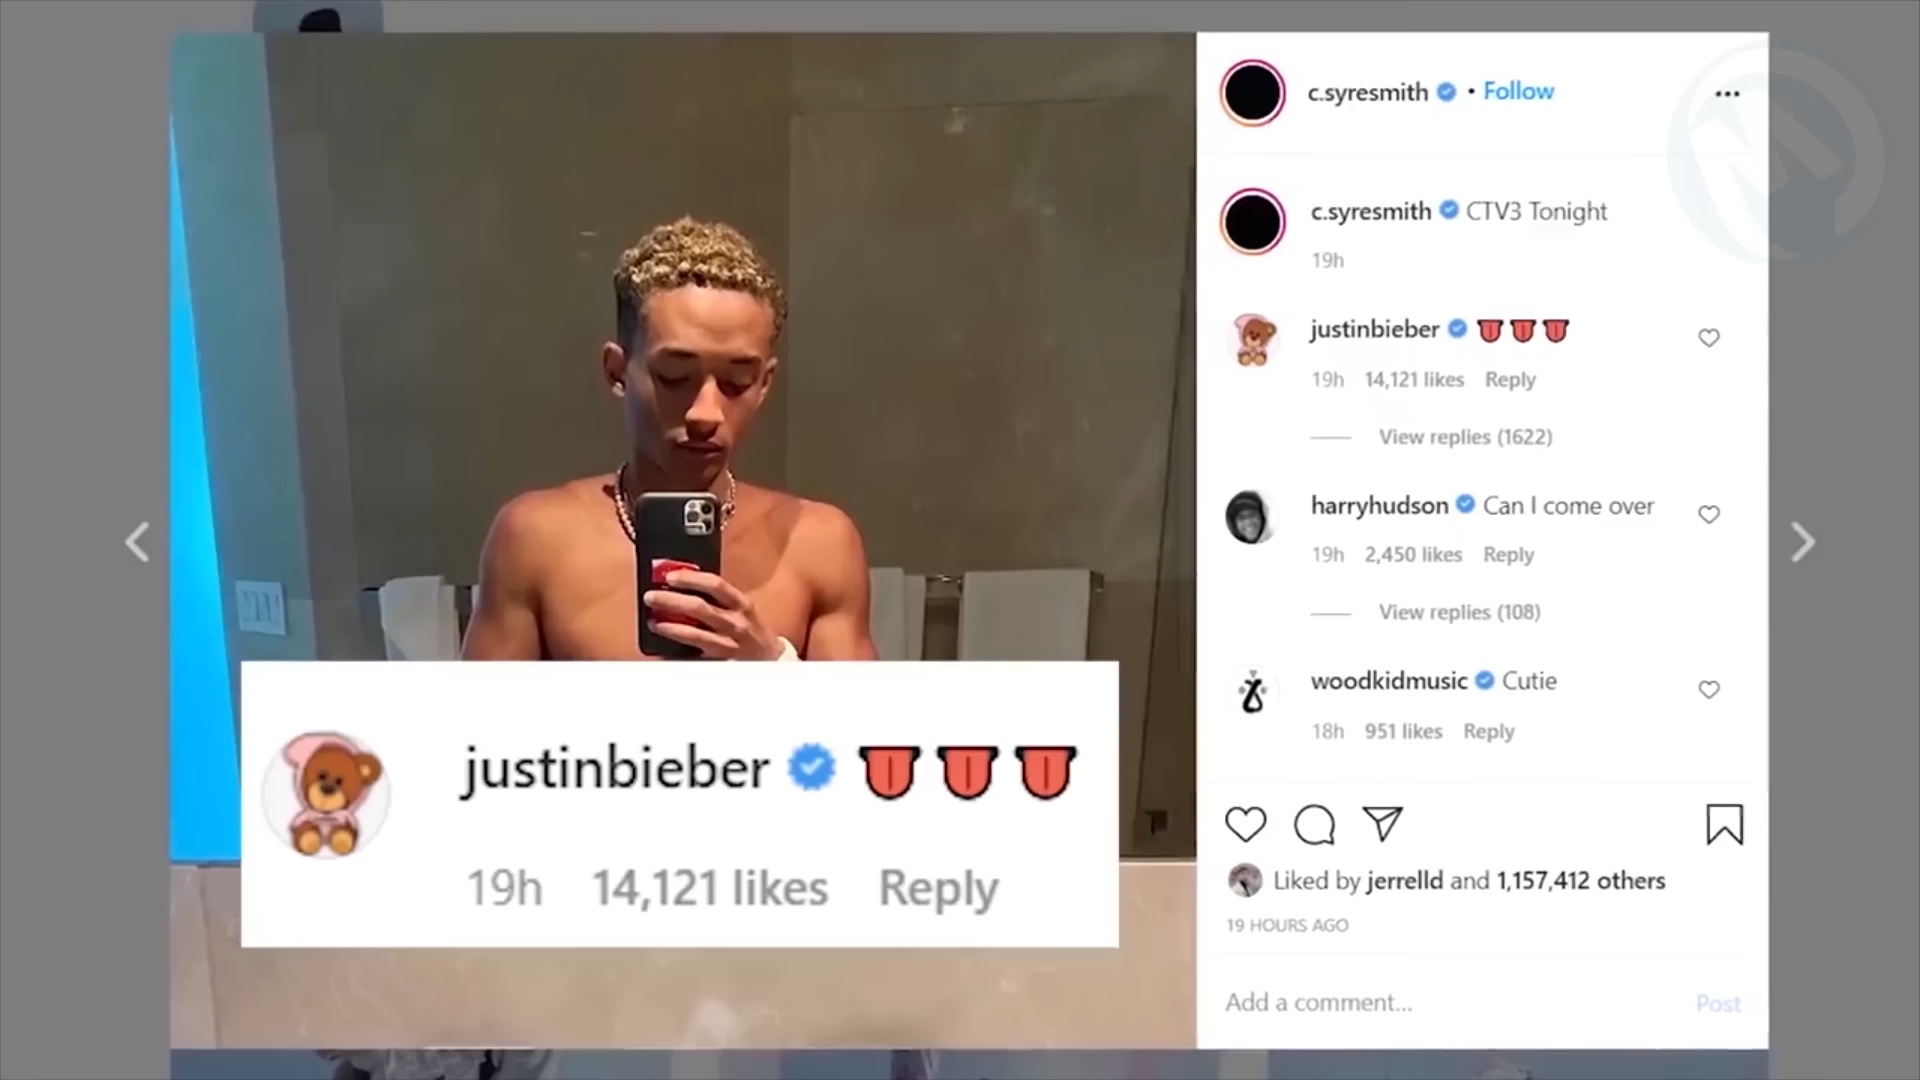 c.syresmith • Follow
c.syresmith CTV3 Tonight
19h
justinbieber 👅👅👅
19h 14,121 likes Reply
View replies (1622)
harryhudson Can I come over
19h 2,450 likes Reply
View replies (108)
woodkidmusic Cutie
18h 951 likes Reply
Liked by jerrelld and 1,157,412 others
19 HOURS AGO
Add a comment... Post
justinbieber 👅👅👅
19h 14,121 likes Reply